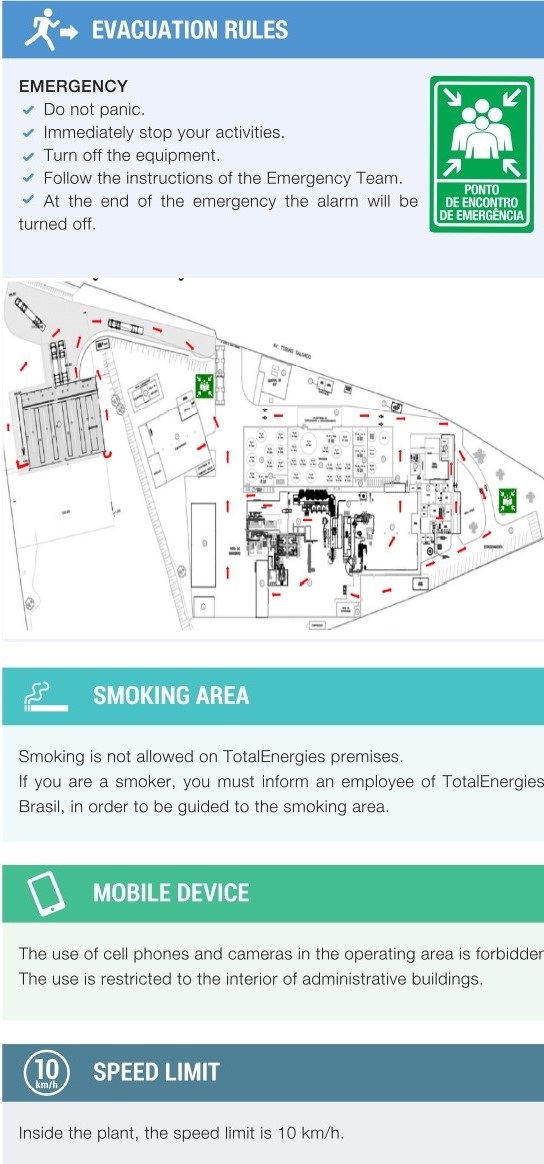 EVACUATION RULES
EMERGENCY
Do not panic.
Immediately stop your activities.
Turn off the equipment.
Follow the instructions of the Emergency Team.
At the end of the emergency the alarm will be
turned off.
PONTO
DE ENCONTRO
DE EMERGÊNCIA
AV. TOMAS SALGADO
SMOKING AREA
Smoking is not allowed on TotalEnergies premises.
If you are a smoker, you must inform an employee of TotalEnergies
Brasil, in order to be guided to the smoking area.
MOBILE DEVICE
The use of cell phones and cameras in the operating area is forbidden
The use is restricted to the interior of administrative buildings.
10
km/h
SPEED LIMIT
Inside the plant, the speed limit is 10 km/h.